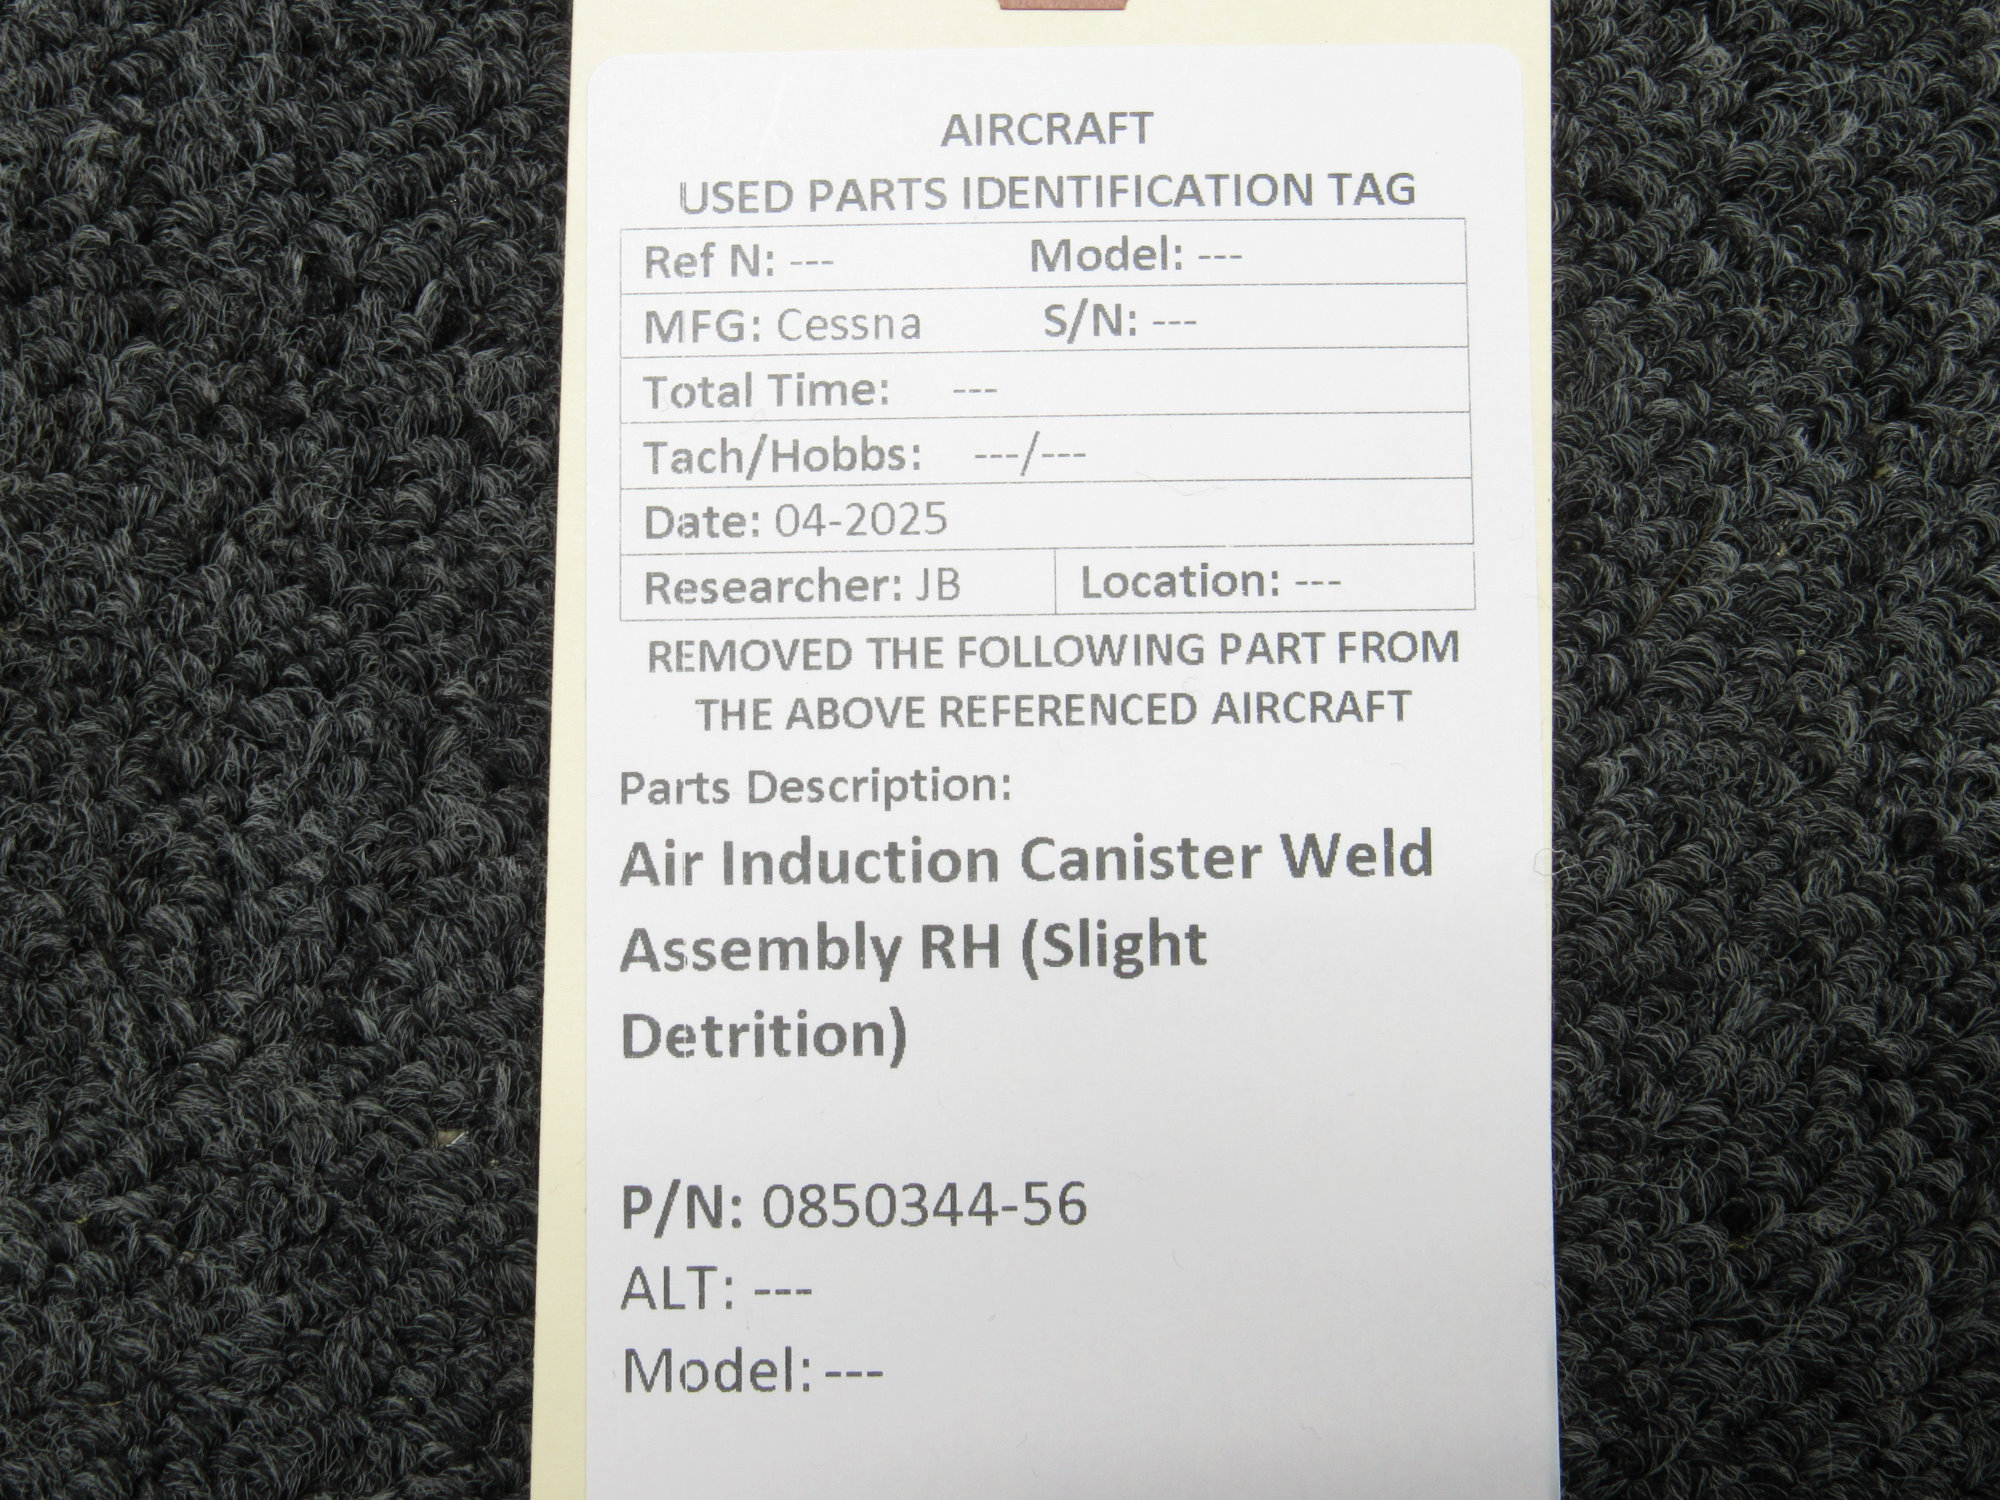 AIRCRAFT
USED PARTS IDENTIFICATION TAG
Ref N: --- Model: ---
MFG: Cessna S/N: ---
Total Time: ---
Tach/Hobbs: ---/---
Date: 04-2025
Researcher: JB Location: ---
REMOVED THE FOLLOWING PART FROM
THE ABOVE REFERENCED AIRCRAFT
Parts Description:
Air Induction Canister Weld
Assembly RH (Slight
Detrition)
P/N: 0850344-56
ALT: ---
Model: ---